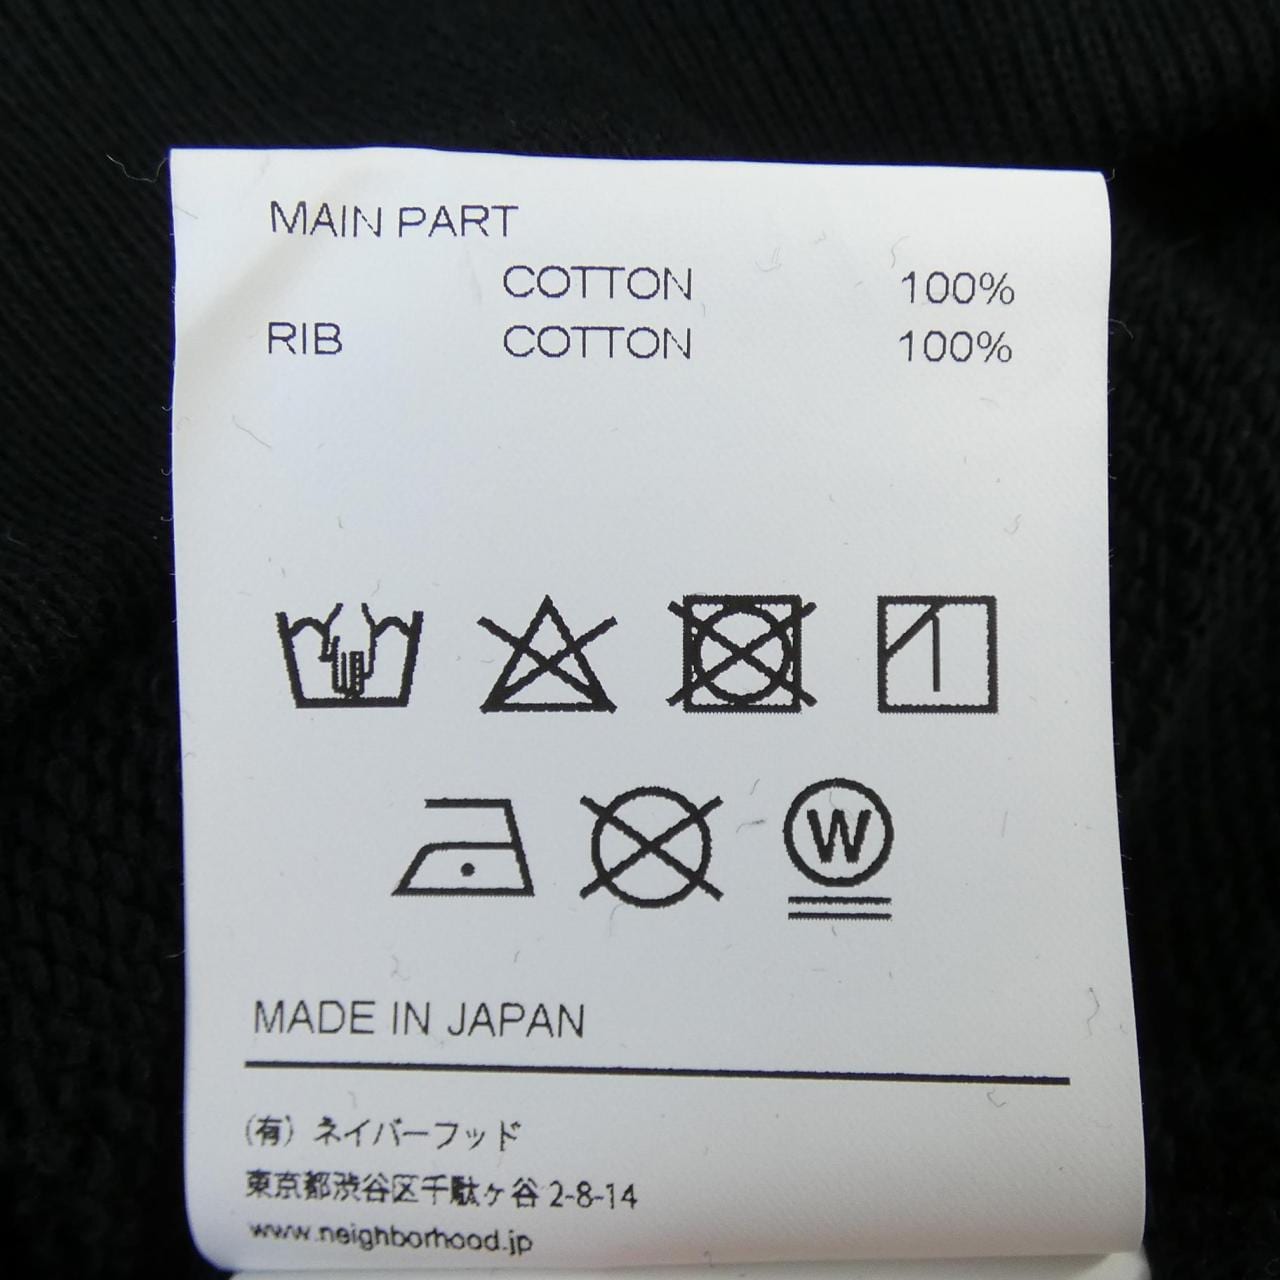 MAIN PART
COTTON 100%
RIB COTTON 100%
W
MADE IN JAPAN
(有) ネイバーフッド
東京都渋谷区千駄ヶ谷 2-8-14
www.neighborhood.jp